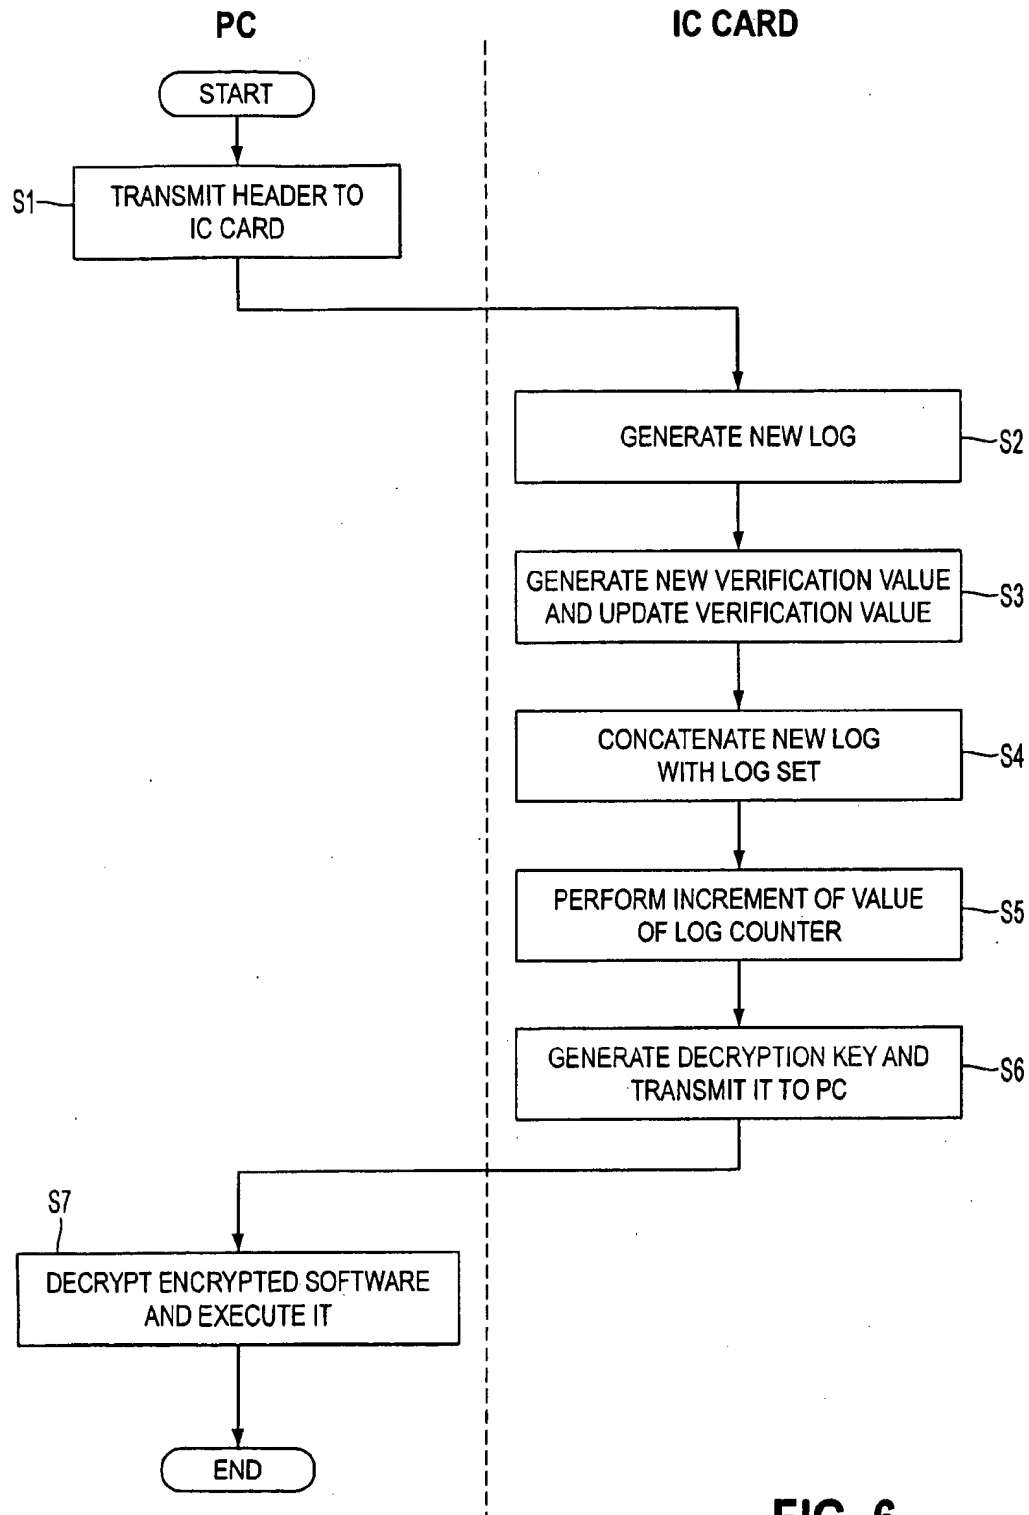 PC
IC CARD
START
S1
TRANSMIT HEADER TO
IC CARD
GENERATE NEW LOG
S2
GENERATE NEW VERIFICATION VALUE
AND UPDATE VERIFICATION VALUE
S3
CONCATENATE NEW LOG
WITH LOG SET
S4
PERFORM INCREMENT OF VALUE
OF LOG COUNTER
S5
GENERATE DECRYPTION KEY AND
TRANSMIT IT TO PC
S6
S7
DECRYPT ENCRYPTED SOFTWARE
AND EXECUTE IT
END
FIG. 6